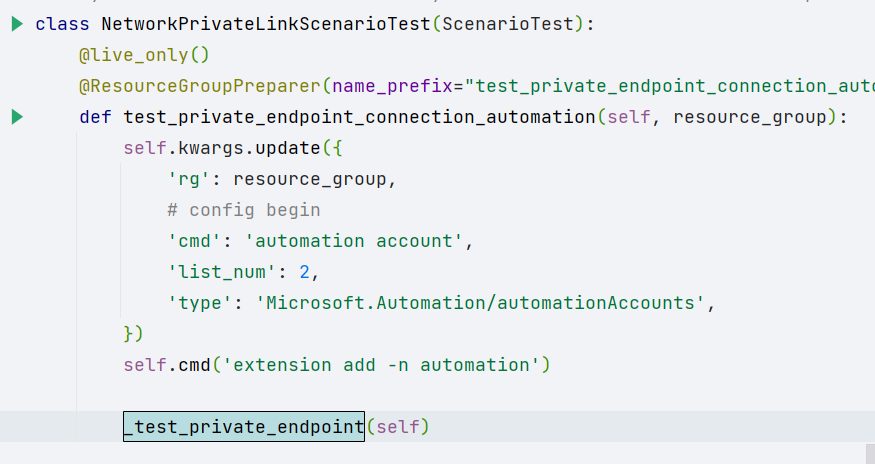 class NetworkPrivateLinkScenarioTest(ScenarioTest):
@live_only()
@ResourceGroupPreparer(name_prefix="test_private_endpoint_connection_auto
def test_private_endpoint_connection_automation(self, resource_group):
self.kwargs.update({
'rg': resource_group,
# config begin
'cmd': 'automation account',
'list_num': 2,
'type': 'Microsoft.Automation/automationAccounts',
})
self.cmd('extension add -n automation')
_test_private_endpoint(self)